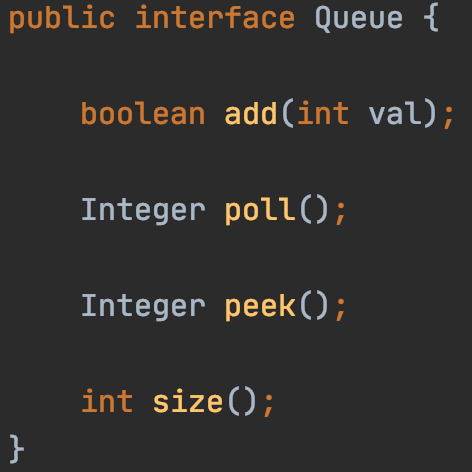 public interface Queue {
boolean add(int val);
Integer poll();
Integer peek();
int size();
}